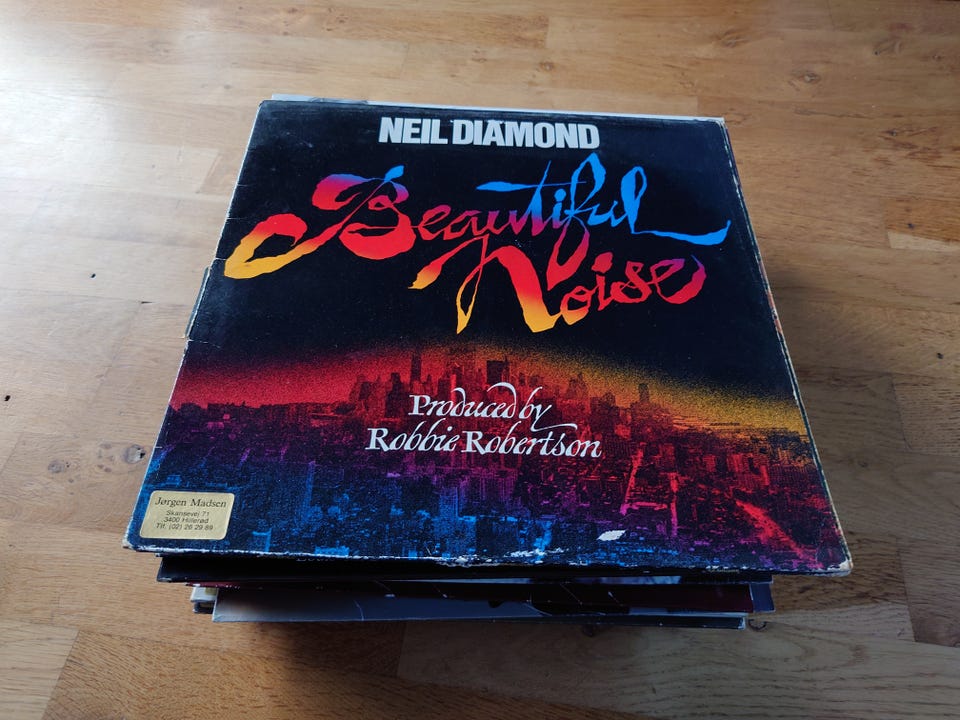 NEIL DIAMOND
Beautiful
Noise
Produced by
Robbie Robertson
Jørgen Madsen
Skansevej 71
3400 Hillerød
Tlf. (02) 26 29 89